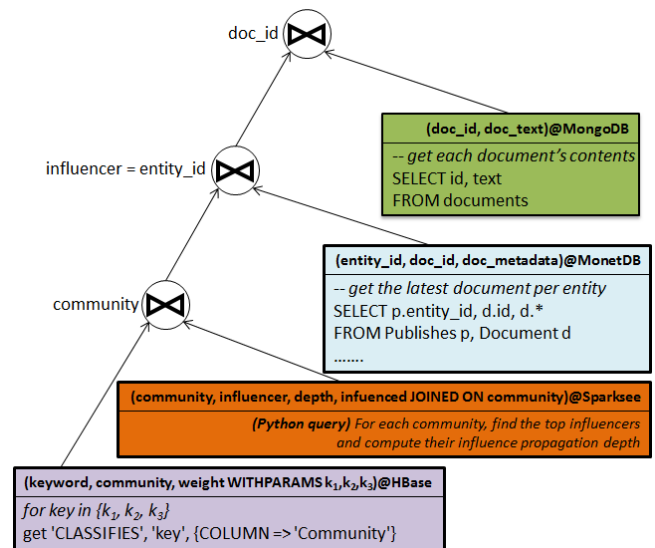 doc_id
(doc_id, doc_text)@MongoDB
-- get each document's contents
SELECT id, text
FROM documents
influencer = entity_id
(entity_id, doc_id, doc_metadata)@MonetDB
-- get the latest document per entity
SELECT p.entity_id, d.id, d.*
FROM Publishes p, Document d
.......
community
(community, influencer, depth, infuenced JOINED ON community)@Sparksee
(Python query) For each community, find the top influencers
and compute their influence propagation depth
(keyword, community, weight WITHPARAMS k₁,k₂,k₃)@HBase
for key in {k₁, k₂, k₃}
get 'CLASSIFIES', 'key', {COLUMN => 'Community'}